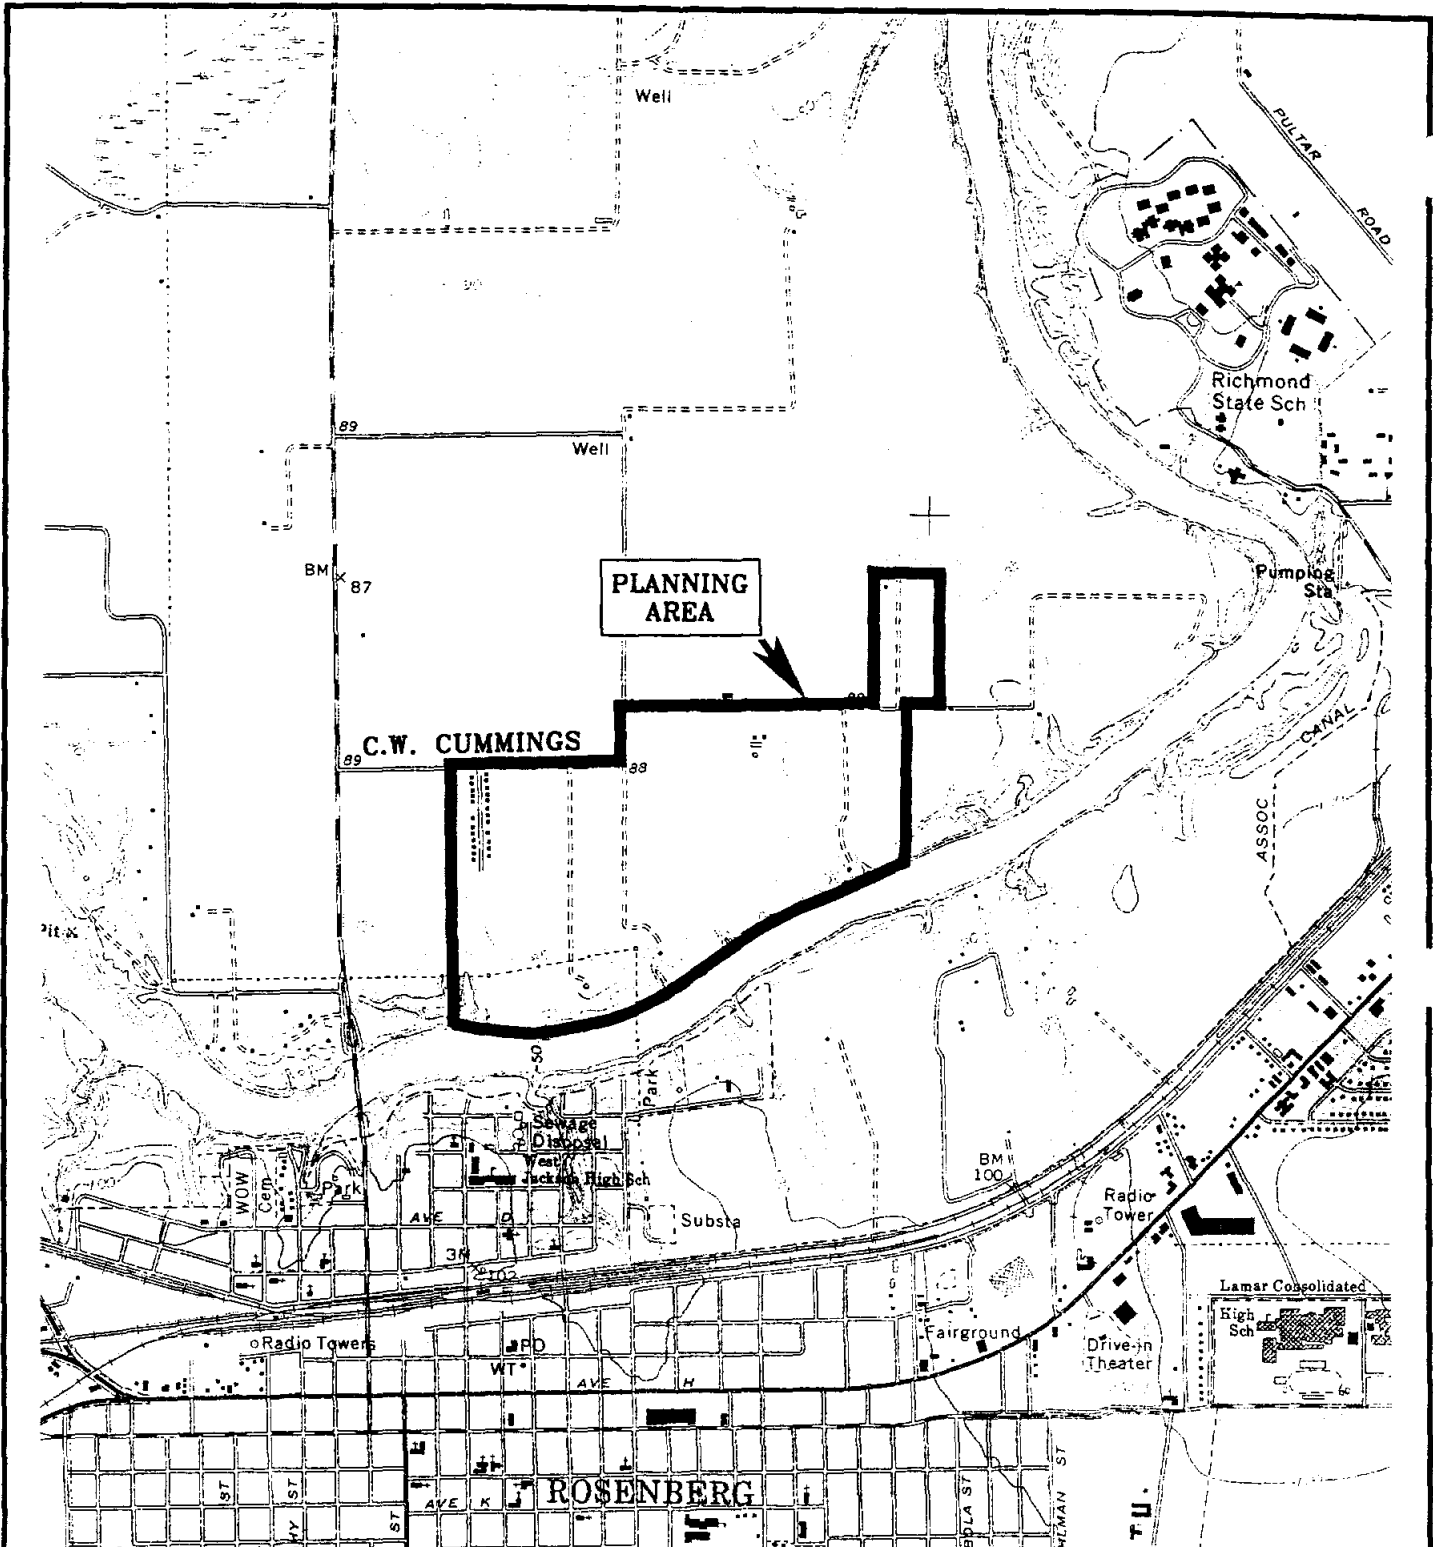 Well
PULTAR
ROAD
90
Richmond
State Sch
89
Well
BM
87
PLANNING
AREA
Pumping
Sta
C.W. CUMMINGS
89
88
CANAL
ASSOC
Pit
50
Park
Sewage
Disposal
West
Jackson High Sch
BM
100
WOW
Cem
Park
AVE D
Substa
Radio
Tower
102
Lamar Consolidated
High
Sch
Radio Towers
PO
WT
Fairground
Drive-in
Theater
AVE H
ROSENBERG
AVE K
ST
ST
ST
ST
ST